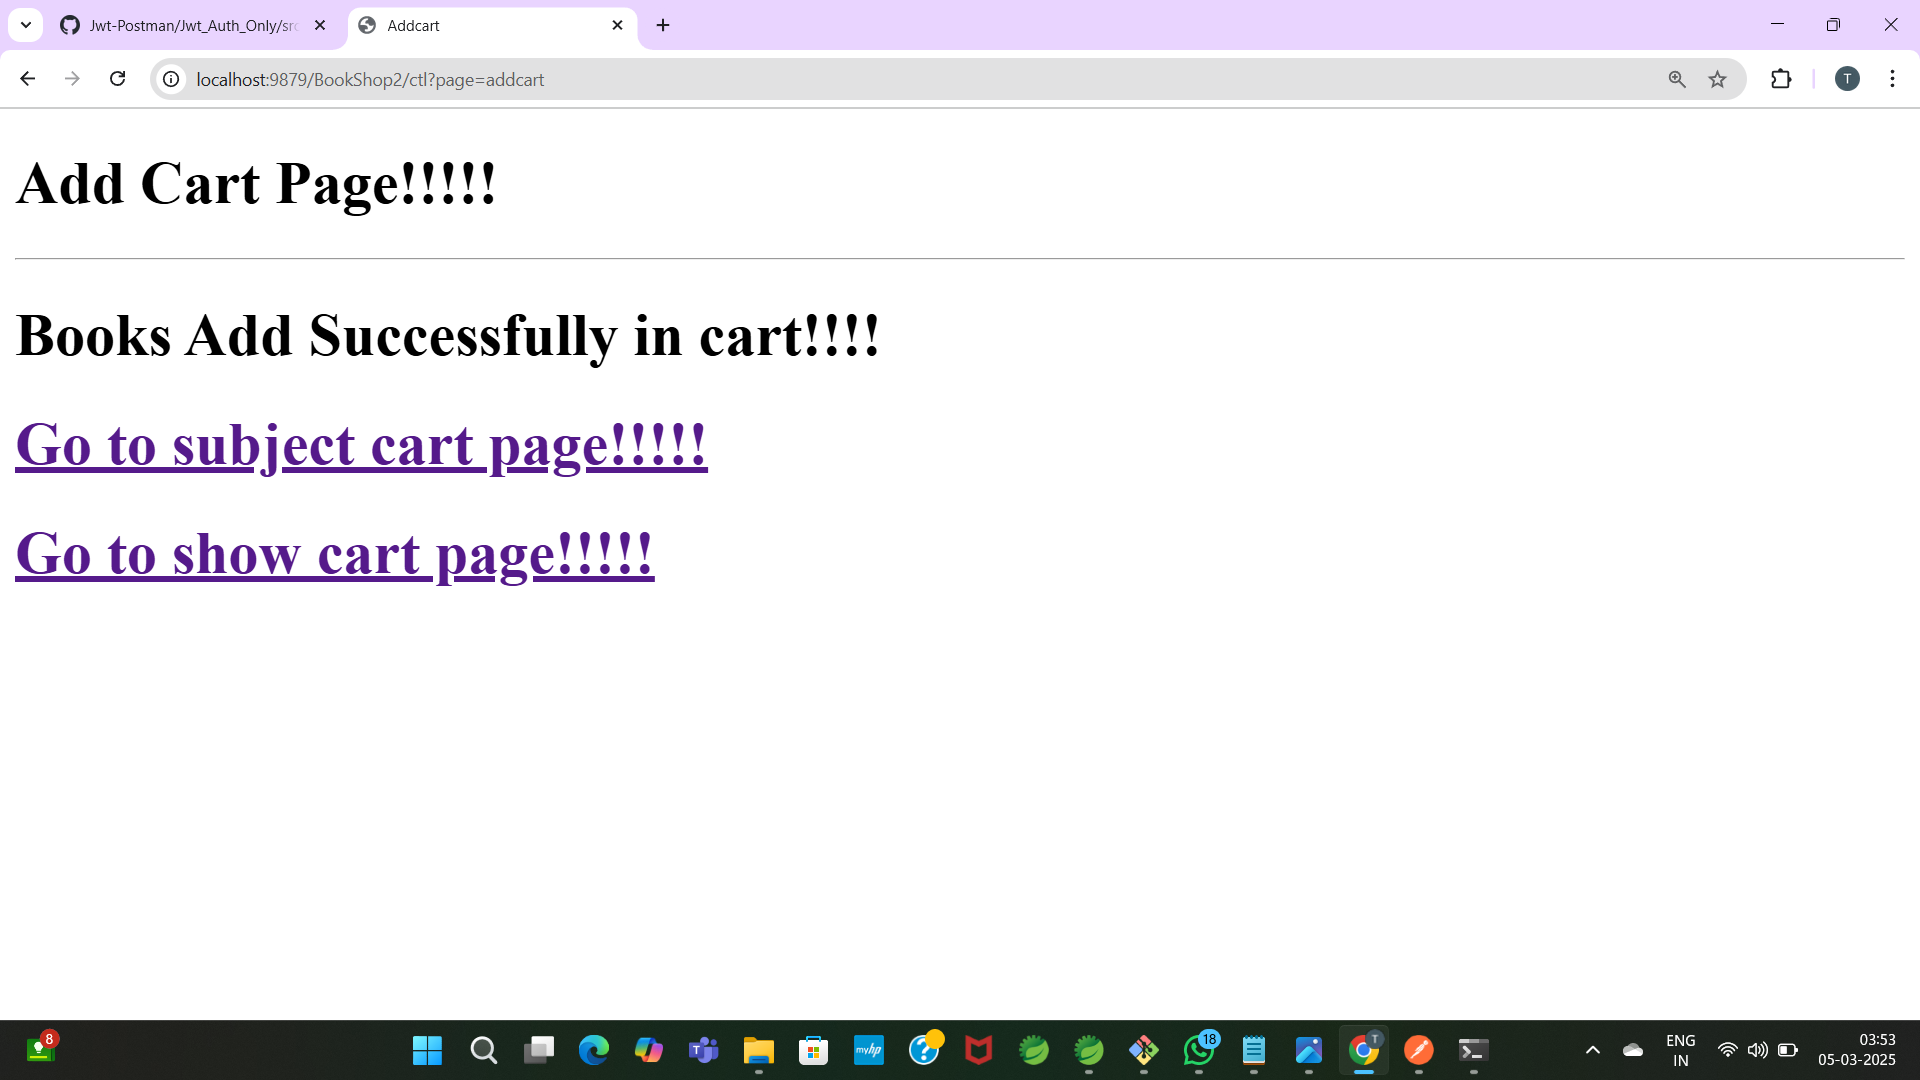 Jwt-Postman/Jwt_Auth_Only/src
Addcart
localhost:9879/BookShop2/ctl?page=addcart
T
Add Cart Page!!!!!
Books Add Successfully in cart!!!!
Go to subject cart page!!!!!
Go to show cart page!!!!!
8
T
myhp
?
18
T
ENG
IN
03:53
05-03-2025